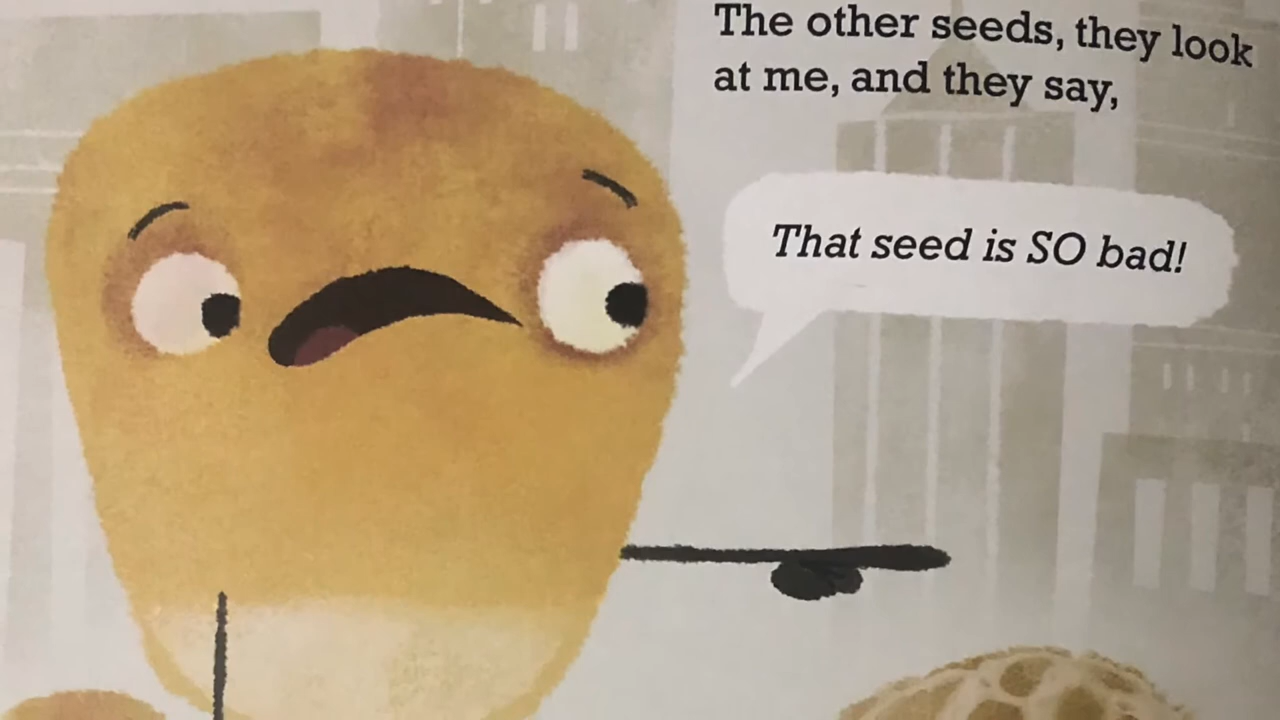 The other seeds, they look
at me, and they say,
That seed is SO bad!